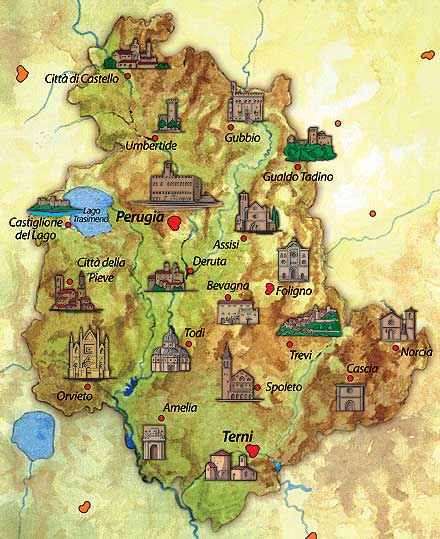 Città di Castello
Umbertide
Gubbio
Gualdo Tadino
Lago
Trasimeno
Castiglione
del Lago
Perugia
Assisi
Città della
Pieve
Deruta
Bevagna
Foligno
Todi
Trevi
Norcia
Cascia
Orvieto
Spoleto
Amelia
Terni